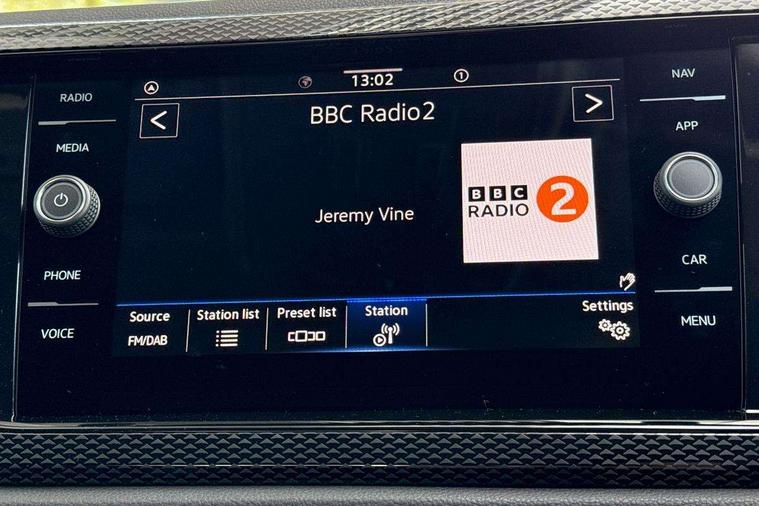 RADIO
MEDIA
PHONE
VOICE
13:02
1
BBC Radio2
<
>
Jeremy Vine
BBC 2
RADIO
Source
FM/DAB
Station list
Preset list
Station
Settings
NAV
APP
CAR
MENU